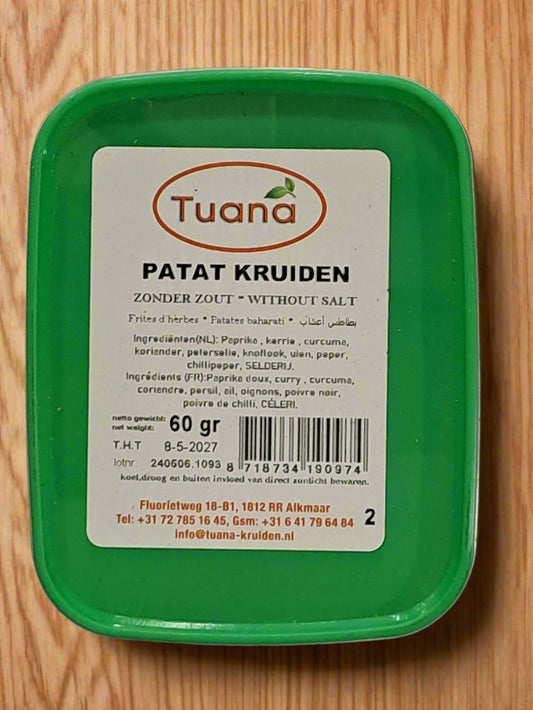 Tuana
PATAT KRUIDEN
ZONDER ZOUT - WITHOUT SALT
Frites d'hèrbes * Patates baharati * بطاطس أعشاب
Ingrediënten(NL): Paprika , kerrie , curcuma,
koriander, peterselie, knoflook, uien, peper,
chillipeper, SELDERIJ.
Ingrédients (FR):Paprika doux, curry , curcuma,
coriandre, persil, ail, oignons, poivre noir,
poivre de chilli, CÉLERI.
netto gewicht:
net weight: 60 gr
T.H.T 8-5-2027
lotnr. 240506.1093
8 718734 190974
koel,droog en buiten invloed van direct zonlicht bewaren.
Fluorietweg 18-B1, 1812 RR Alkmaar
Tel: +31 72 785 16 45, Gsm: +31 6 41 79 64 84 2
info@tuana-kruiden.nl